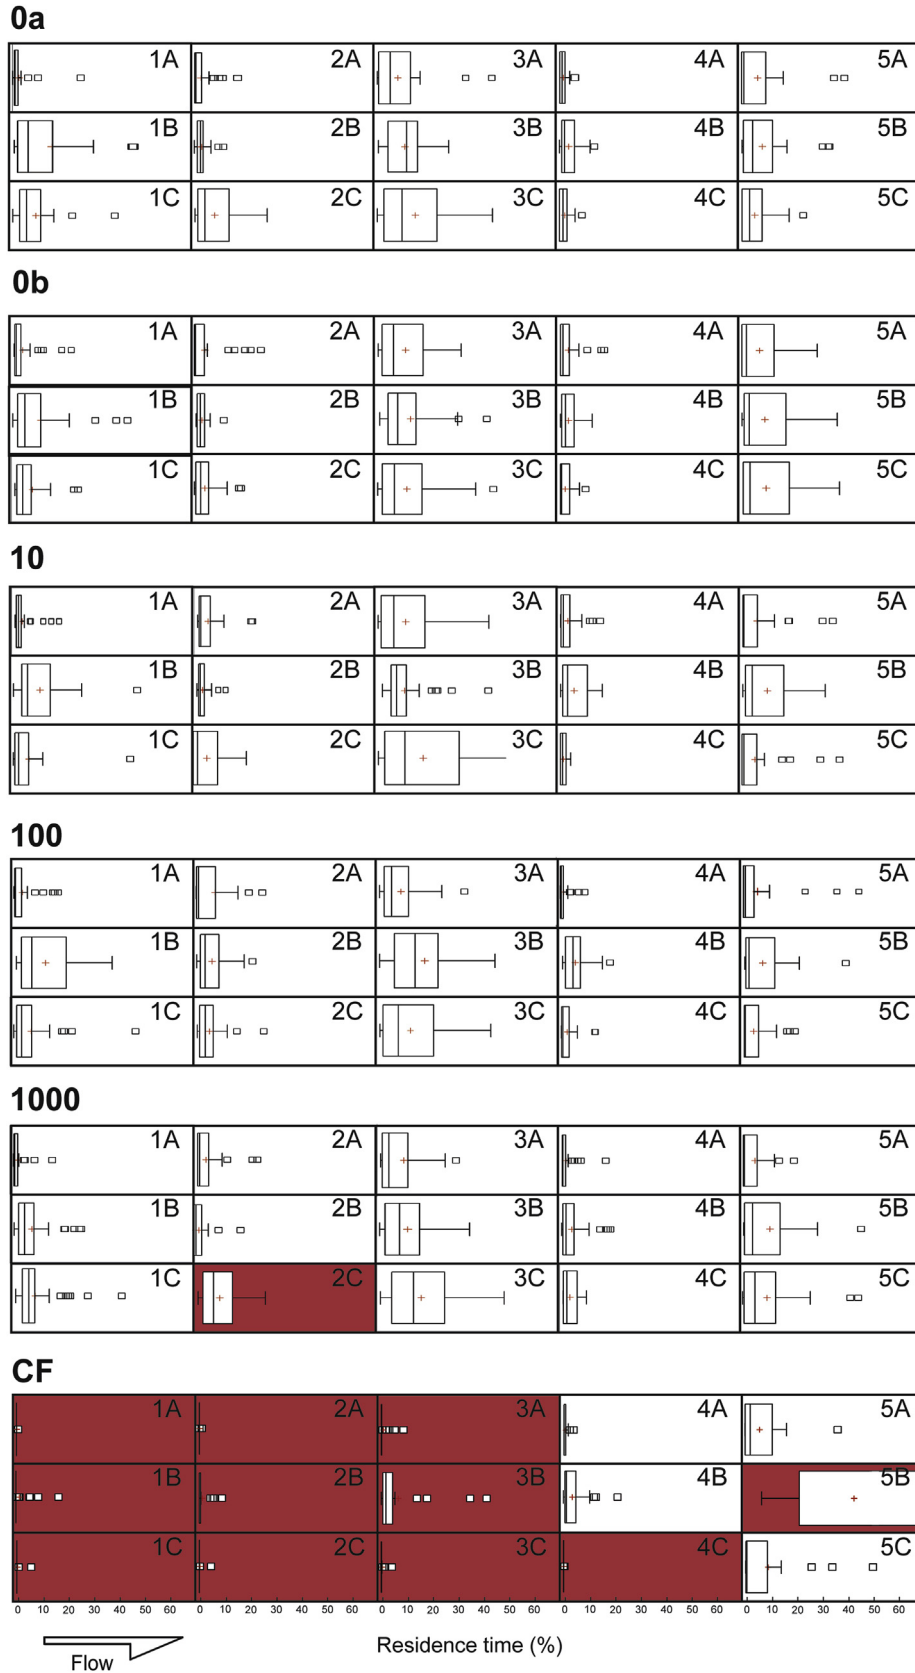 0a
1A 2A 3A 4A 5A
1B 2B 3B 4B 5B
1C 2C 3C 4C 5C
0b
1A 2A 3A 4A 5A
1B 2B 3B 4B 5B
1C 2C 3C 4C 5C
10
1A 2A 3A 4A 5A
1B 2B 3B 4B 5B
1C 2C 3C 4C 5C
100
1A 2A 3A 4A 5A
1B 2B 3B 4B 5B
1C 2C 3C 4C 5C
1000
1A 2A 3A 4A 5A
1B 2B 3B 4B 5B
1C 2C 3C 4C 5C
CF
1A 2A 3A 4A 5A
1B 2B 3B 4B 5B
1C 2C 3C 4C 5C
0 10 20 30 40 50 60 0 10 20 30 40 50 60 0 10 20 30 40 50 60 0 10 20 30 40 50 60 0 10 20 30 40 50 60
Residence time (%)
Flow